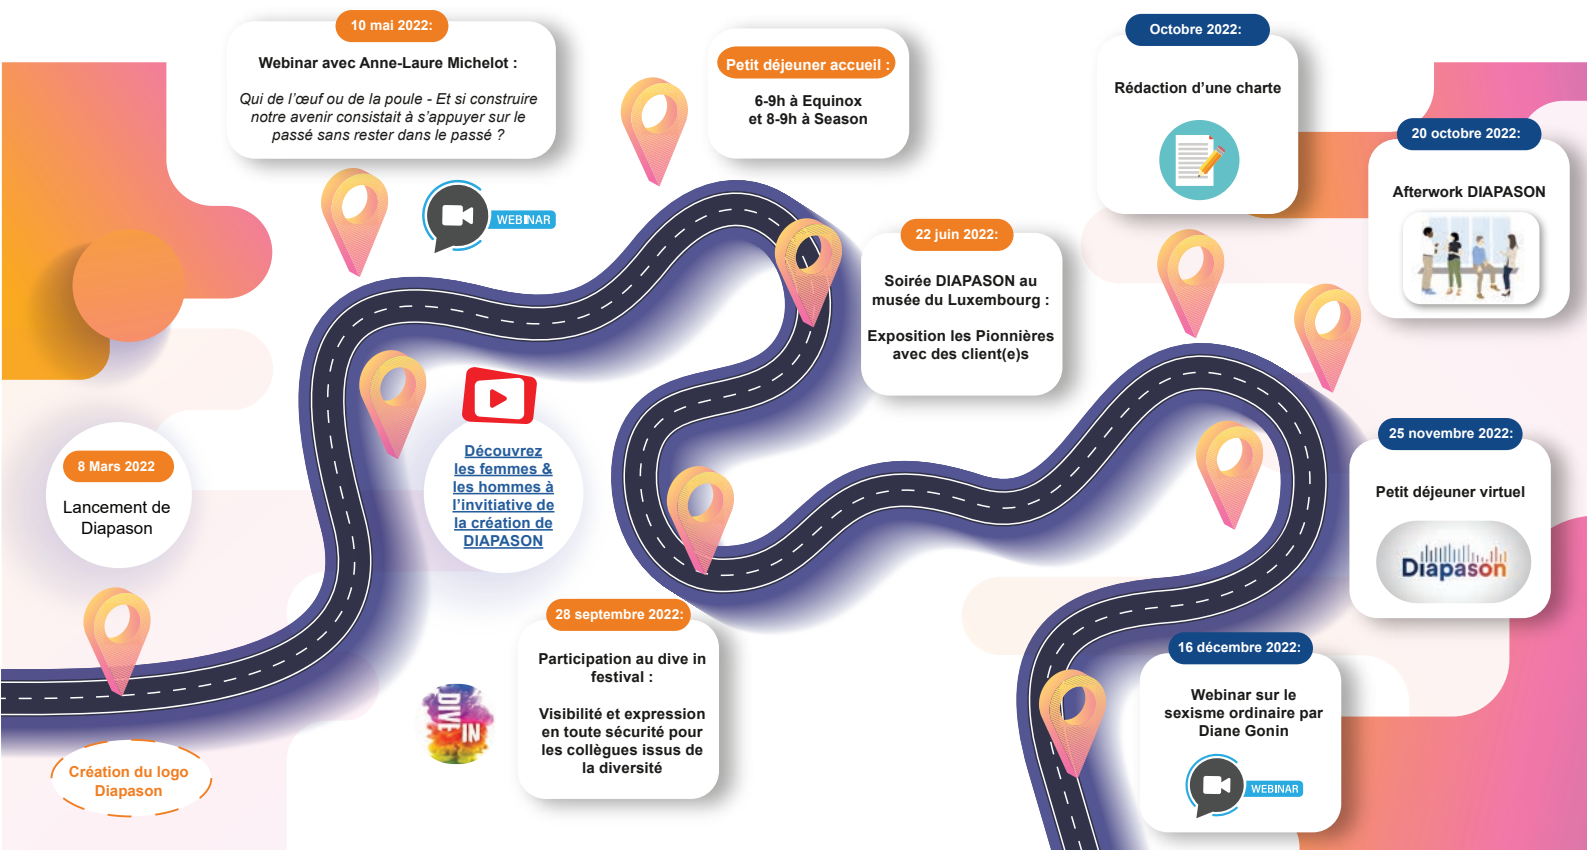 10 mai 2022:
Webinar avec Anne-Laure Michelot :
Qui de l'œuf ou de la poule - Et si construire
notre avenir consistait à s'appuyer sur le
passé sans rester dans le passé ?
WEBINAR
Petit déjeuner accueil :
6-9h à Equinox
et 8-9h à Season
Octobre 2022:
Rédaction d'une charte
20 octobre 2022:
Afterwork DIAPASON
22 juin 2022:
Soirée DIAPASON au
musée du Luxembourg :
Exposition les Pionnières
avec des client(e)s
8 Mars 2022
Lancement de
Diapason
Découvrez
les femmes &
les hommes à
l'invitiative de
la création de
DIAPASON
25 novembre 2022:
Petit déjeuner virtuel
Diapason
28 septembre 2022:
Participation au dive in
festival :
Visibilité et expression
en toute sécurité pour
les collègues issus de
la diversité
DIVE
IN
16 décembre 2022:
Webinar sur le
sexisme ordinaire par
Diane Gonin
WEBINAR
Création du logo
Diapason